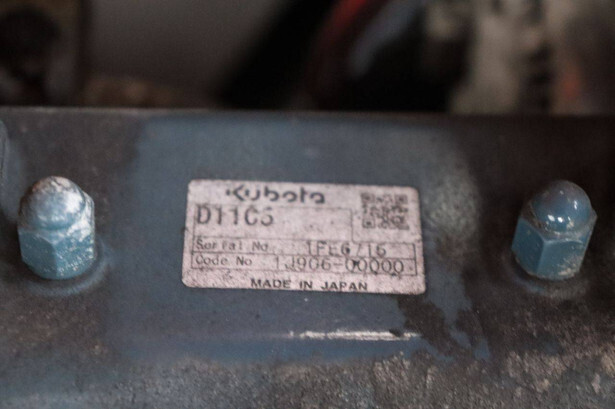 Kubota
D1105
Serial No. 1FE6716
Code No 1J906-00000
MADE IN JAPAN